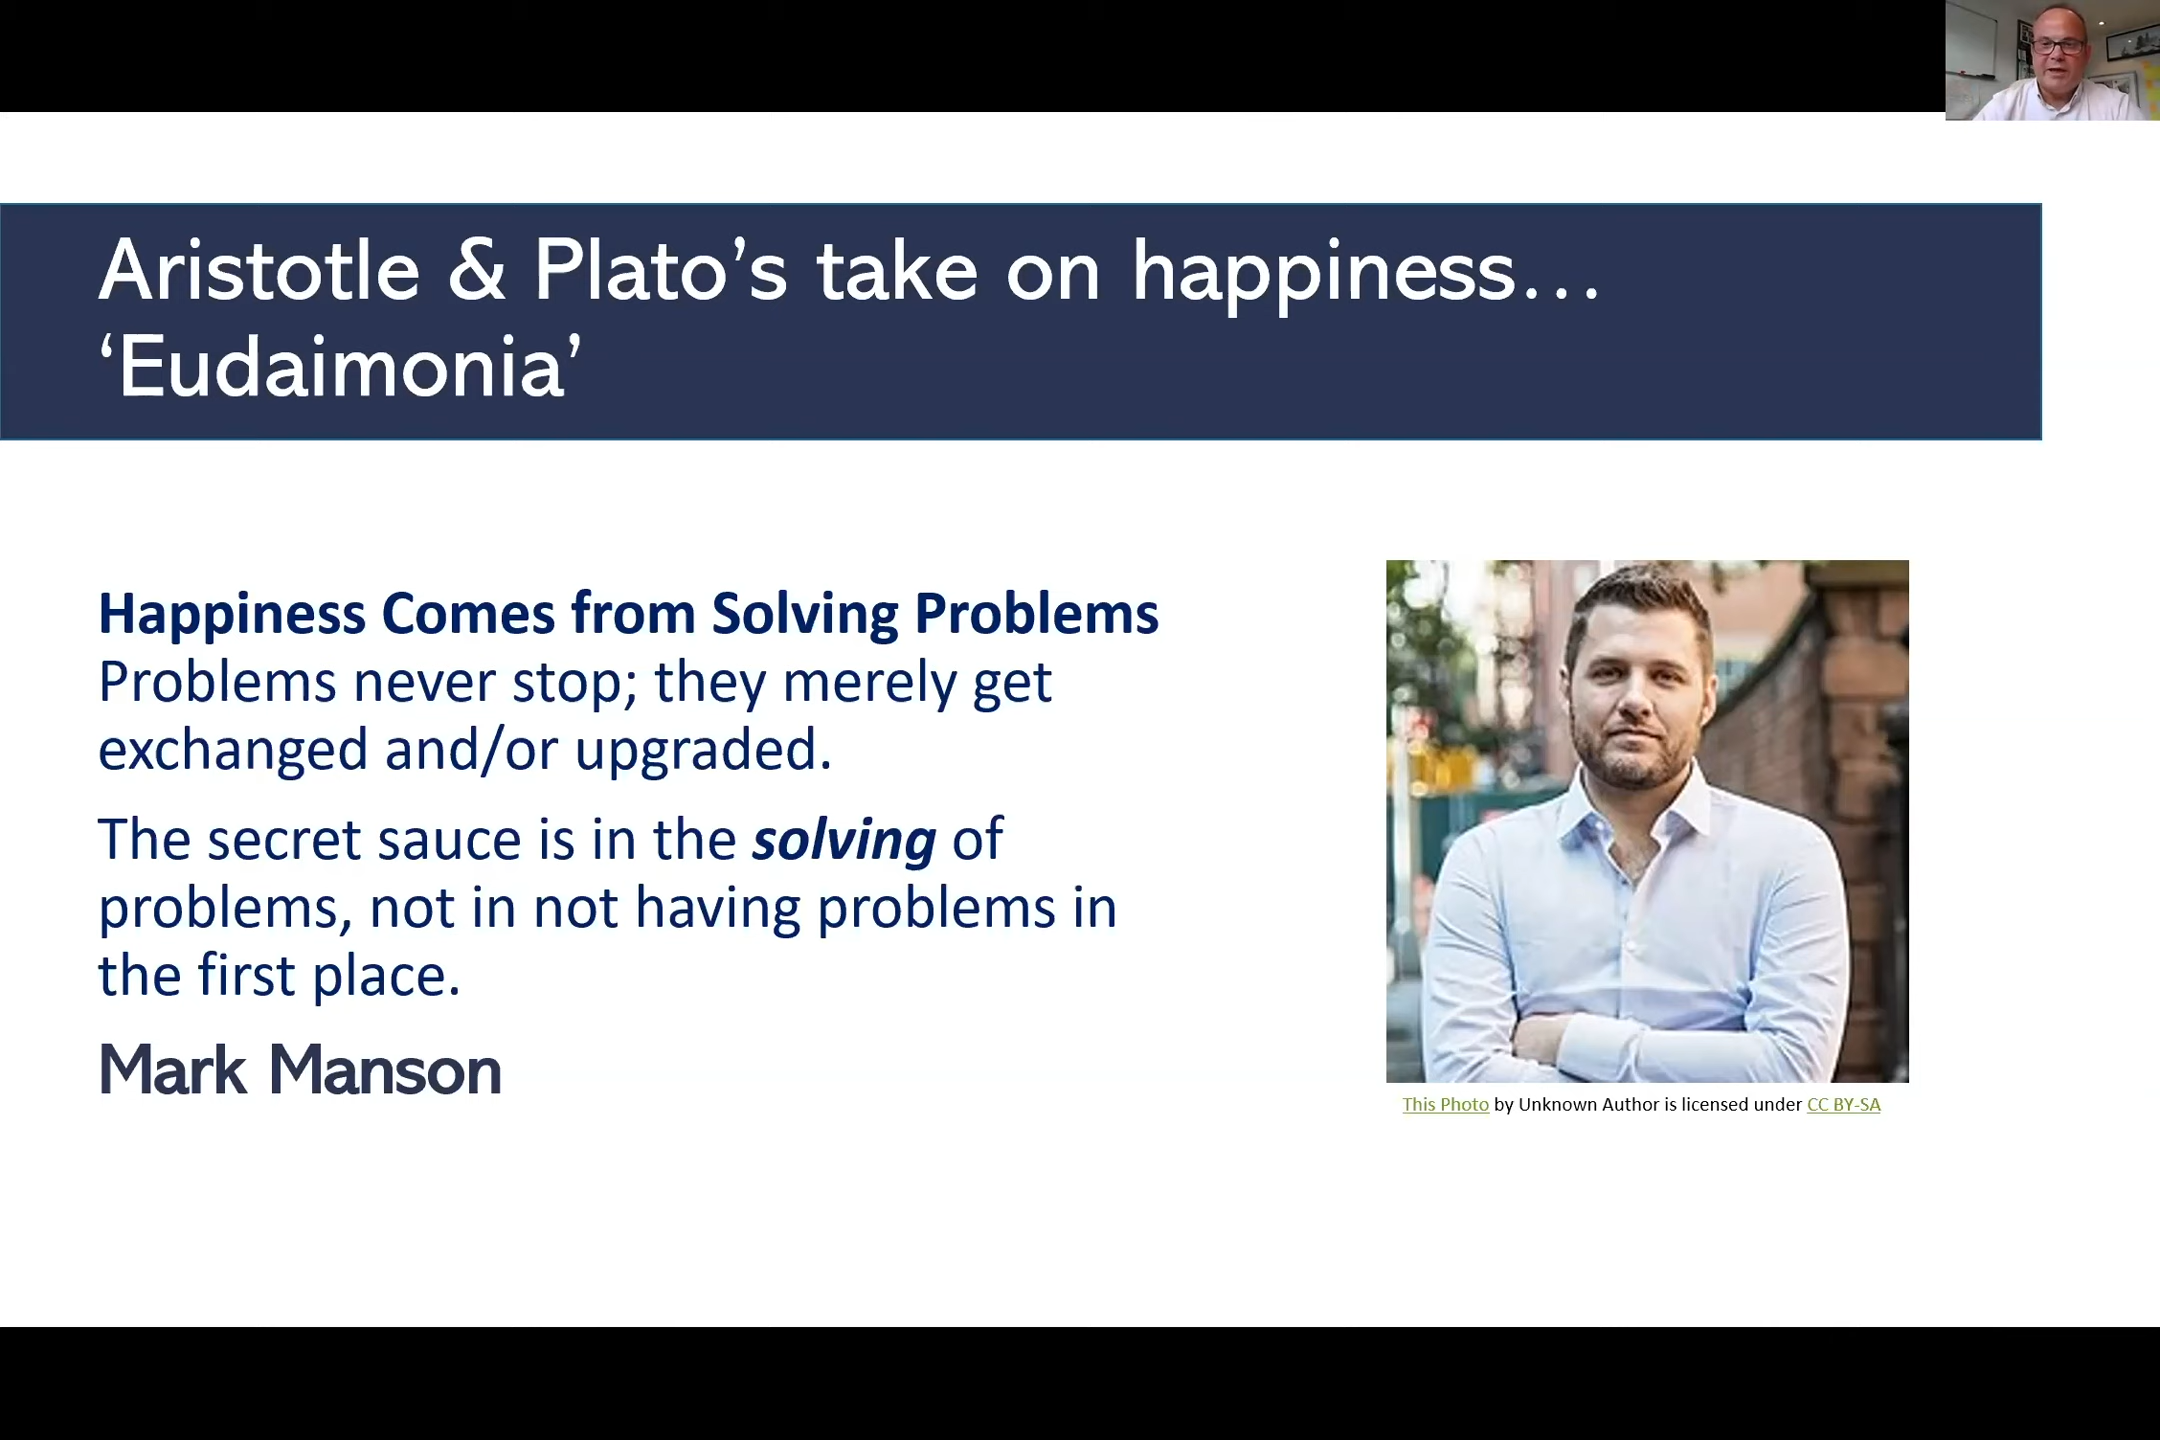 Aristotle & Plato’s take on happiness…
‘Eudaimonia’
Happiness Comes from Solving Problems
Problems never stop; they merely get
exchanged and/or upgraded.
The secret sauce is in the solving of
problems, not in not having problems in
the first place.
Mark Manson
This Photo by Unknown Author is licensed under CC BY-SA